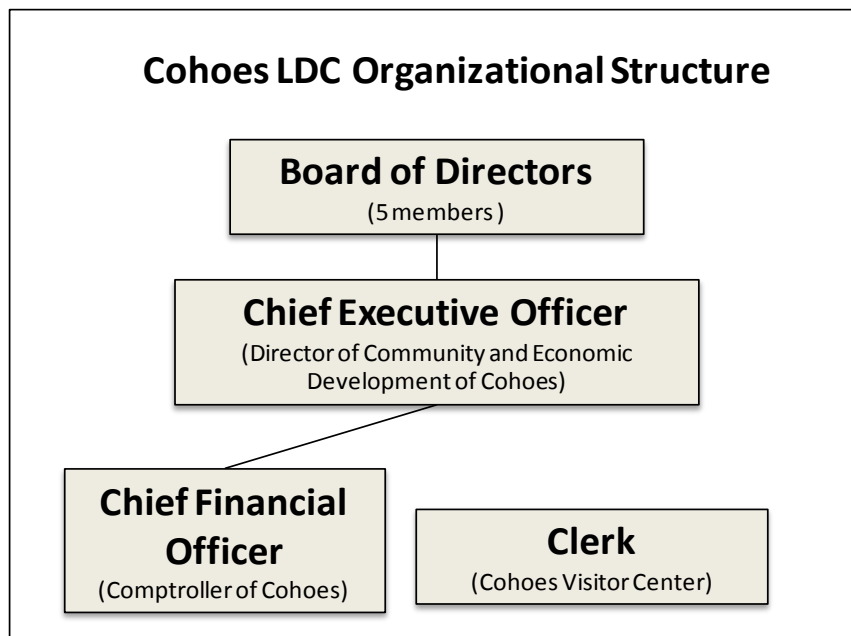 Cohoes LDC Organizational Structure
Board of Directors
(5 members )
Chief Executive Officer
(Director of Community and Economic
Development of Cohoes)
Chief Financial
Officer
(Comptroller of Cohoes)
Clerk
(Cohoes Visitor Center)